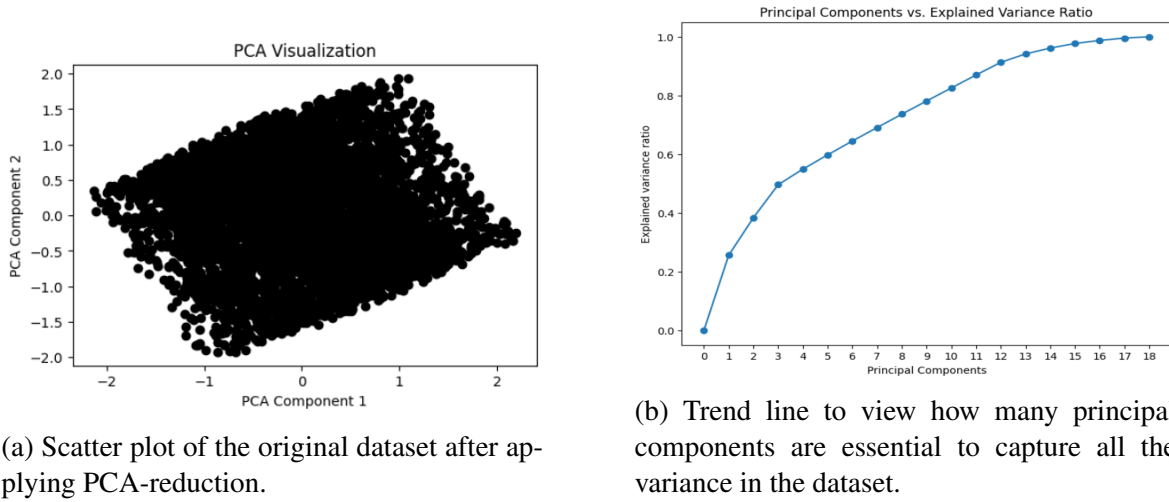 PCA Visualization
2.0
1.5
1.0
0.5
0.0
−0.5
−1.0
−1.5
−2.0
PCA Component 2
−2 −1 0 1 2
PCA Component 1
(a) Scatter plot of the original dataset after ap-
plying PCA-reduction.
Principal Components vs. Explained Variance Ratio
1.0
0.8
0.6
0.4
0.2
0.0
Explained variance ratio
0 1 2 3 4 5 6 7 8 9 10 11 12 13 14 15 16 17 18
Principal Components
(b) Trend line to view how many principal
components are essential to capture all the
variance in the dataset.